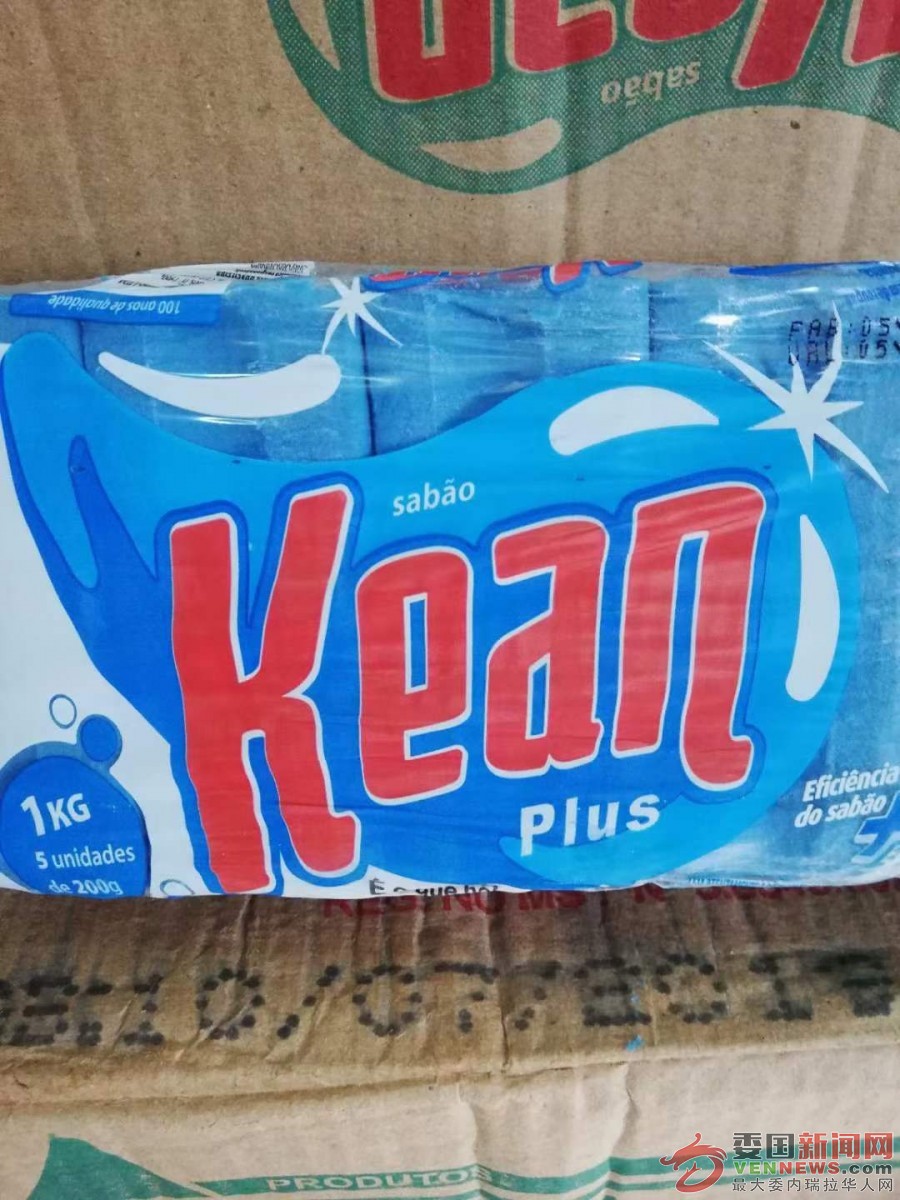 sabão
100 anos de qualidade
FAB:05
VAL:05
sabão
Kean
Plus
Eficiência
do sabão
1KG
5 unidades
de 200g
PRODUTOS
委国新闻网
VENNEWS.com
最大委内瑞拉华人网